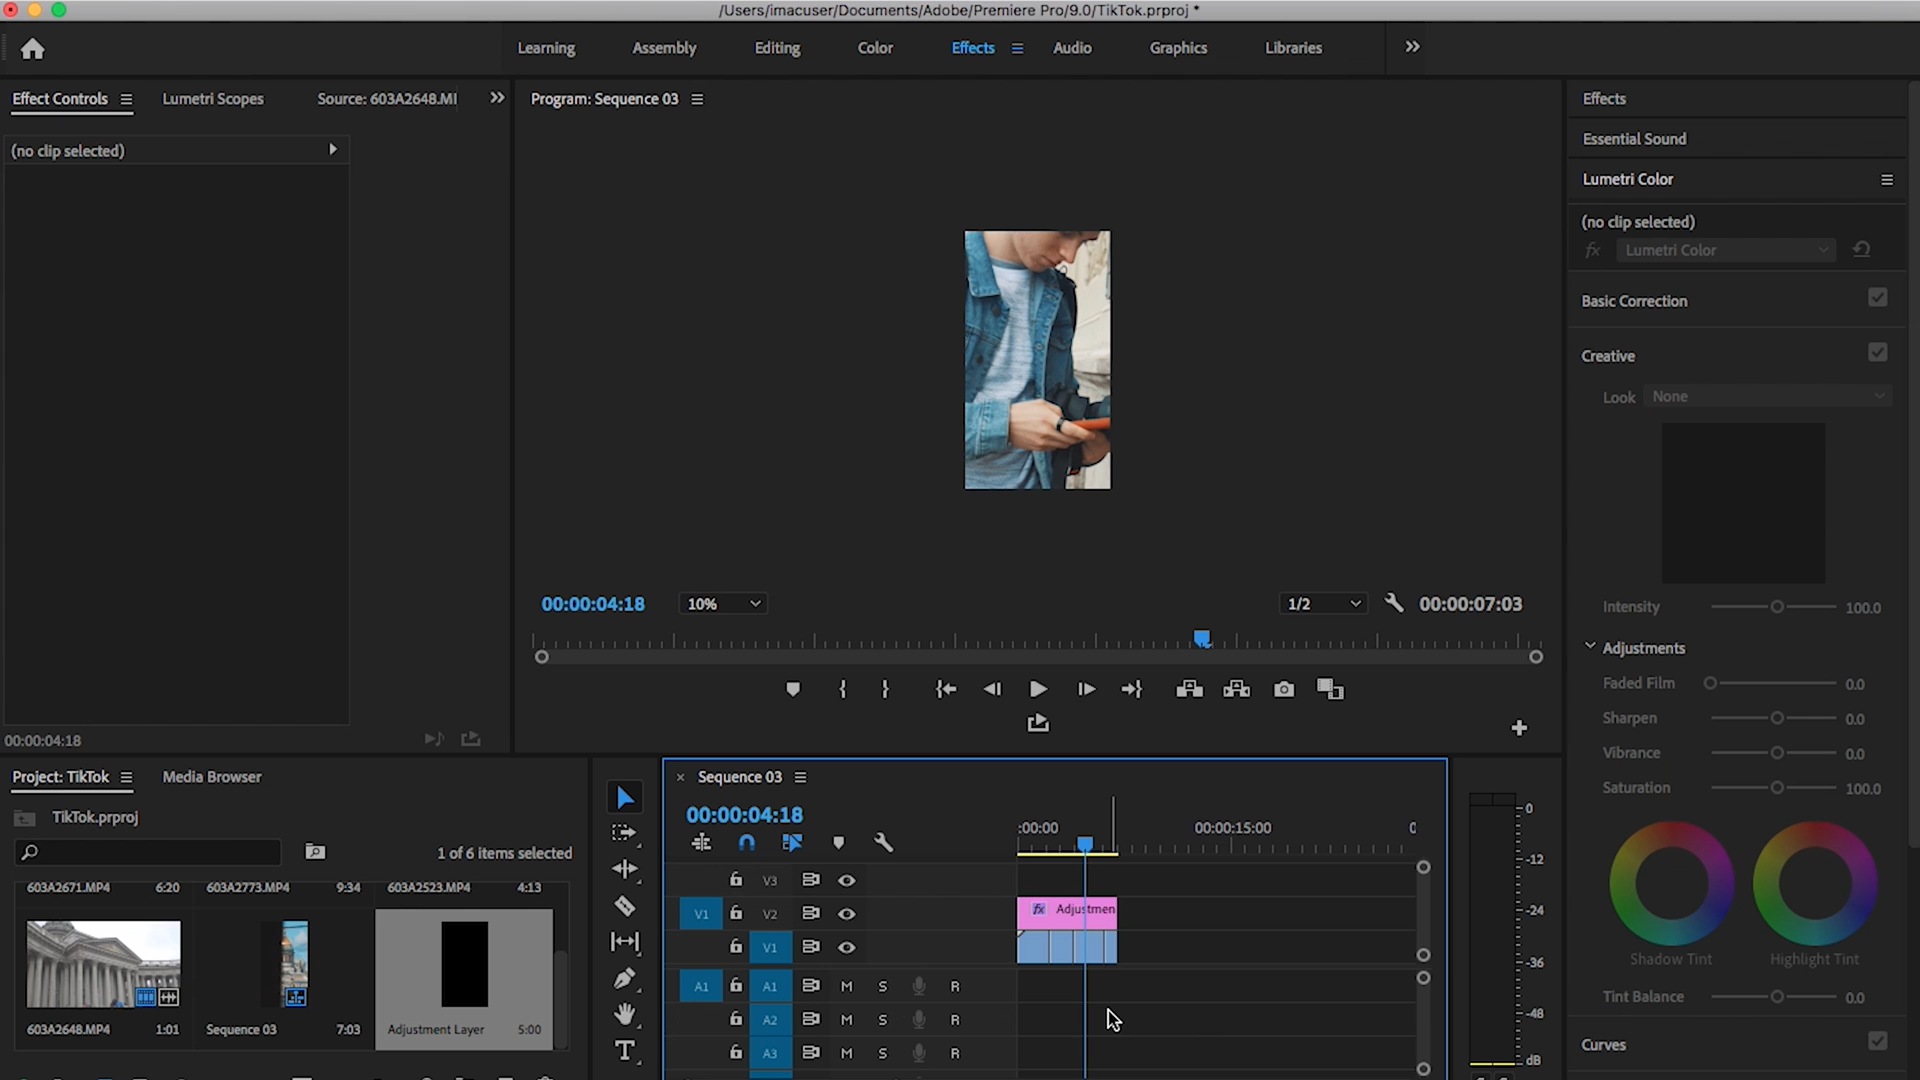 /Users/imacuser/Documents/Adobe/Premiere Pro/9.0/TikTok.prproj *
Learning Assembly Editing Color Effects Audio Graphics Libraries
Effect Controls Lumetri Scopes Source: 603A2648.MI
(no clip selected)
00:00:04:18
Program: Sequence 03
00:00:04:18 10% 1/2 00:00:07:03
Effects
Essential Sound
Lumetri Color
(no clip selected)
fx Lumetri Color
Basic Correction
Creative
Look None
Intensity 100.0
Adjustments
Faded Film 0.0
Sharpen 0.0
Vibrance 0.0
Saturation 100.0
Shadow Tint Highlight Tint
Tint Balance 0.0
Curves
Project: TikTok Media Browser
TikTok.prproj
1 of 6 items selected
603A2671.MP4 6:20 603A2773.MP4 9:34 603A2523.MP4 4:13
603A2648.MP4 1:01 Sequence 03 7:03 Adjustment Layer 5:00
T
Sequence 03
00:00:04:18
:00:00 00:00:15:00 0
V3
V1 V2 fx Adjustmen
V1
A1 A1 M S R
A2 M S R
A3 M S R
0
-12
-24
-36
-48
dB